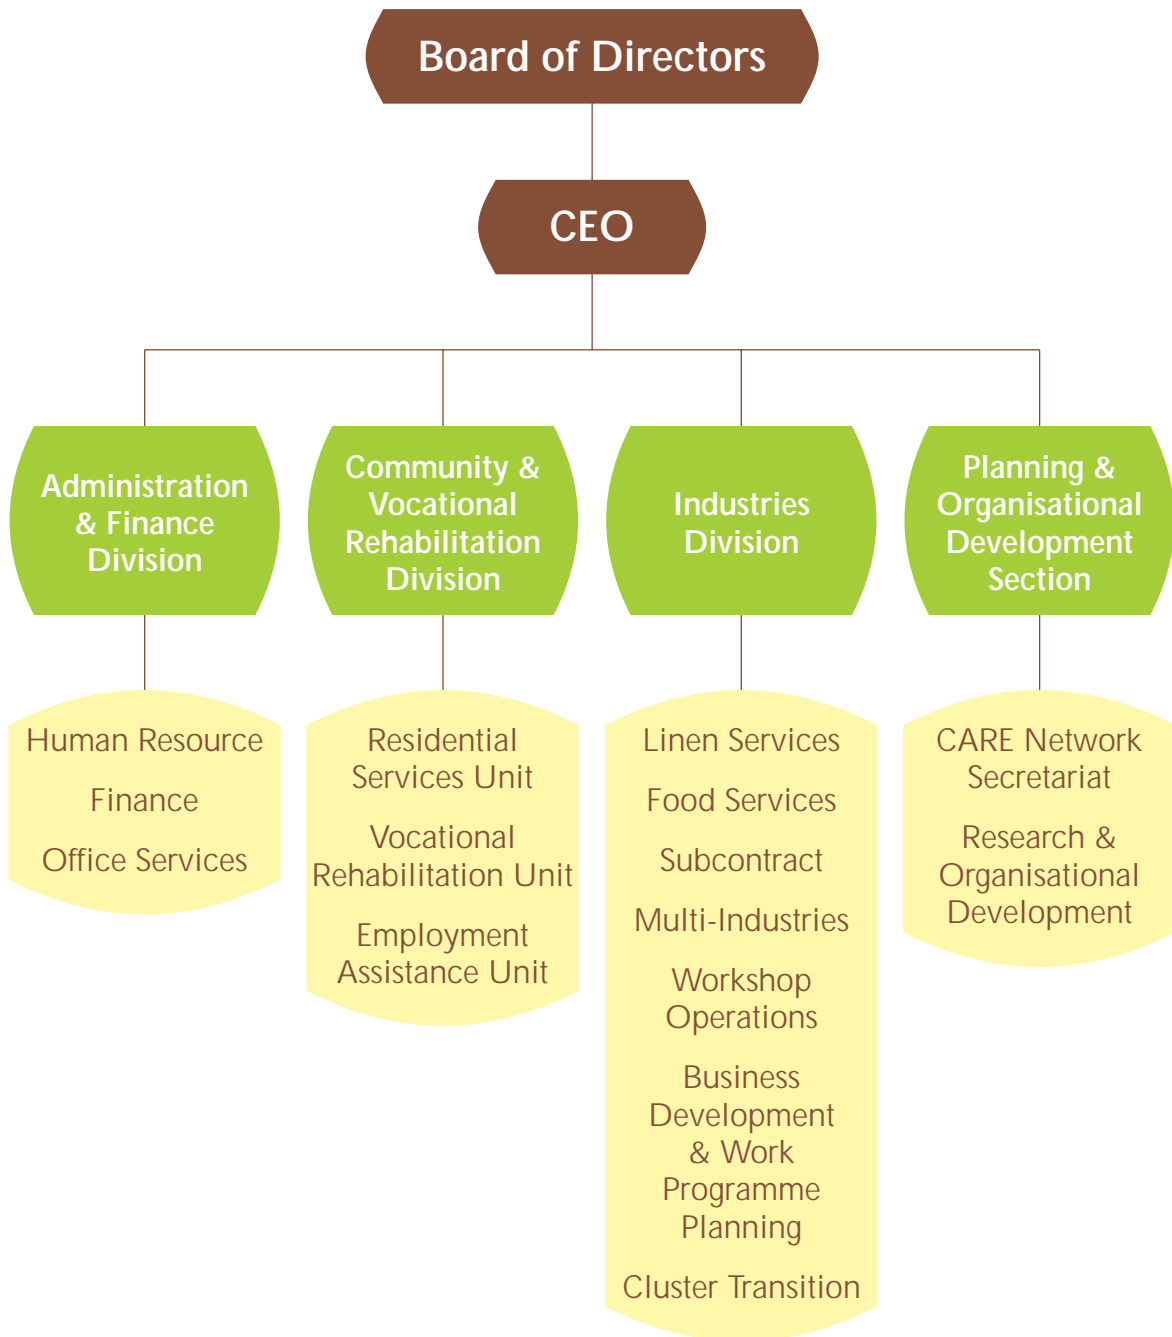 Board of Directors
CEO
Administration
& Finance
Division
Community &
Vocational
Rehabilitation
Division
Industries
Division
Planning &
Organisational
Development
Section
Human Resource
Finance
Office Services
Residential
Services Unit
Vocational
Rehabilitation Unit
Employment
Assistance Unit
Linen Services
Food Services
Subcontract
Multi-Industries
Workshop
Operations
Business
Development
& Work
Programme
Planning
Cluster Transition
CARE Network
Secretariat
Research &
Organisational
Development